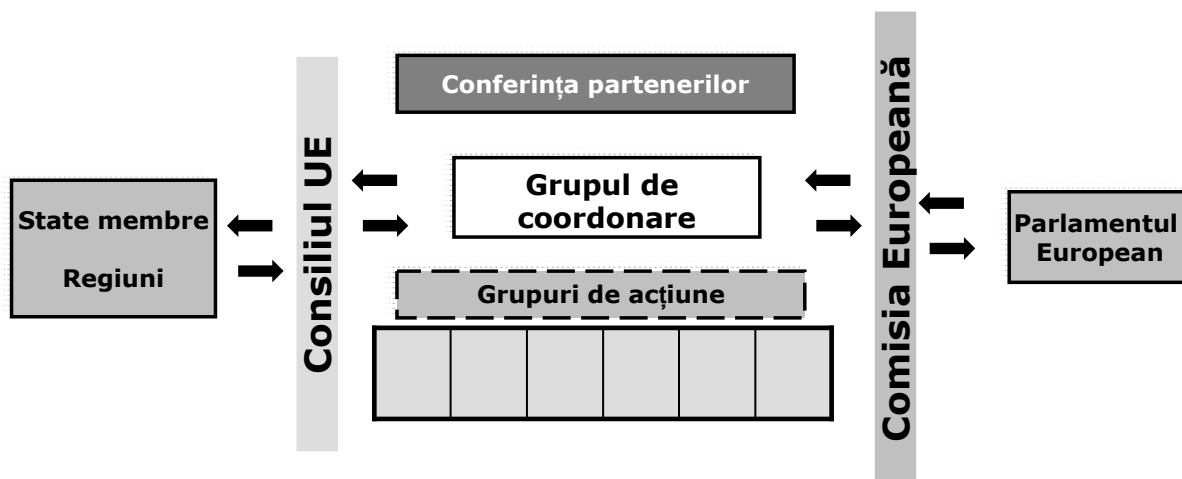 Conferința partenerilor
Consiliul UE
Comisia Europeană
Grupul de
coordonare
State membre
Regiuni
Parlamentul
European
Grupuri de acțiune